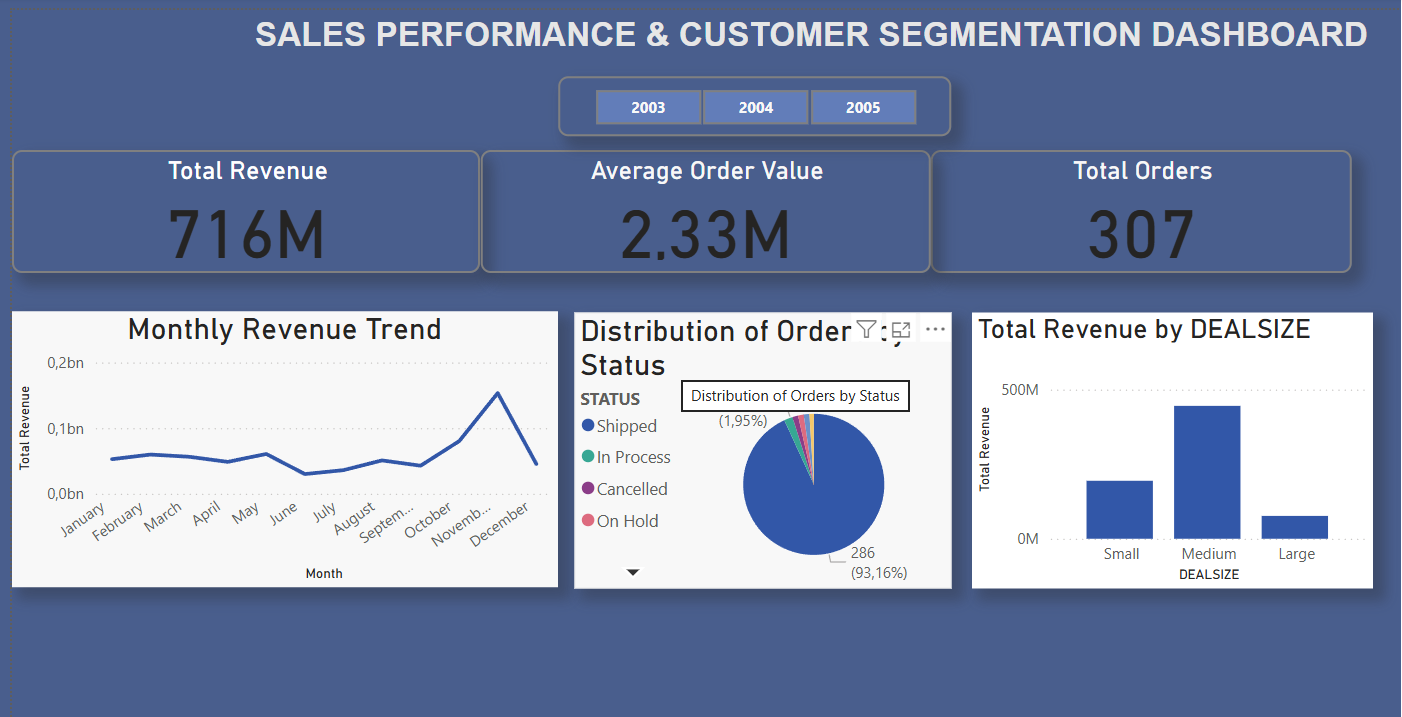 SALES PERFORMANCE & CUSTOMER SEGMENTATION DASHBOARD
2003
2004
2005
Total Revenue
716M
Average Order Value
2,33M
Total Orders
307
Monthly Revenue Trend
Total Revenue
0,2bn
0,1bn
0,0bn
January
February
March
April
May
June
July
August
Septem...
October
Novemb...
December
Month
Distribution of Order
Status
Distribution of Orders by Status
STATUS
Shipped
In Process
Cancelled
On Hold
(1,95%)
286
(93,16%)
Total Revenue by DEALSIZE
Total Revenue
500M
0M
Small
Medium
Large
DEALSIZE